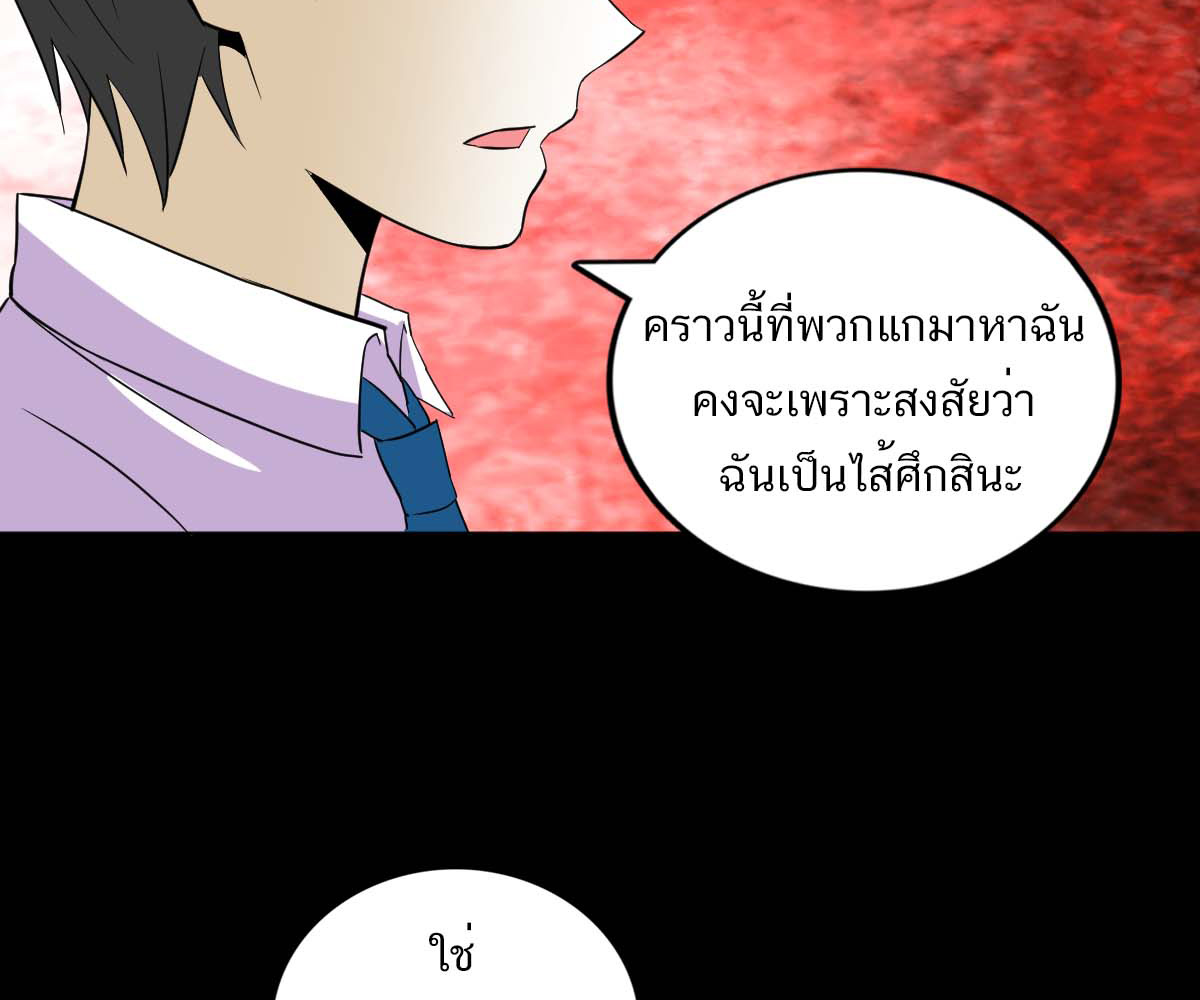 คราวนี้ที่พวกแกมาหาฉัน
คงจะเพราะสงสัยว่า
ฉันเป็นไส้ศึกสินะ
ใช่